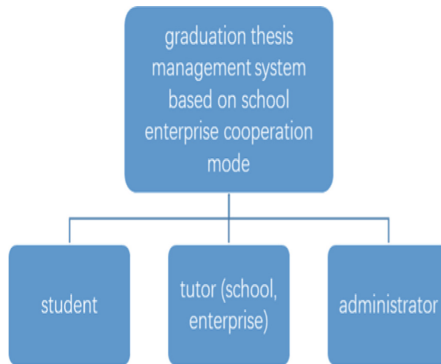 graduation thesis
management system
based on school
enterprise cooperation
mode
student
tutor (school,
enterprise)
administrator